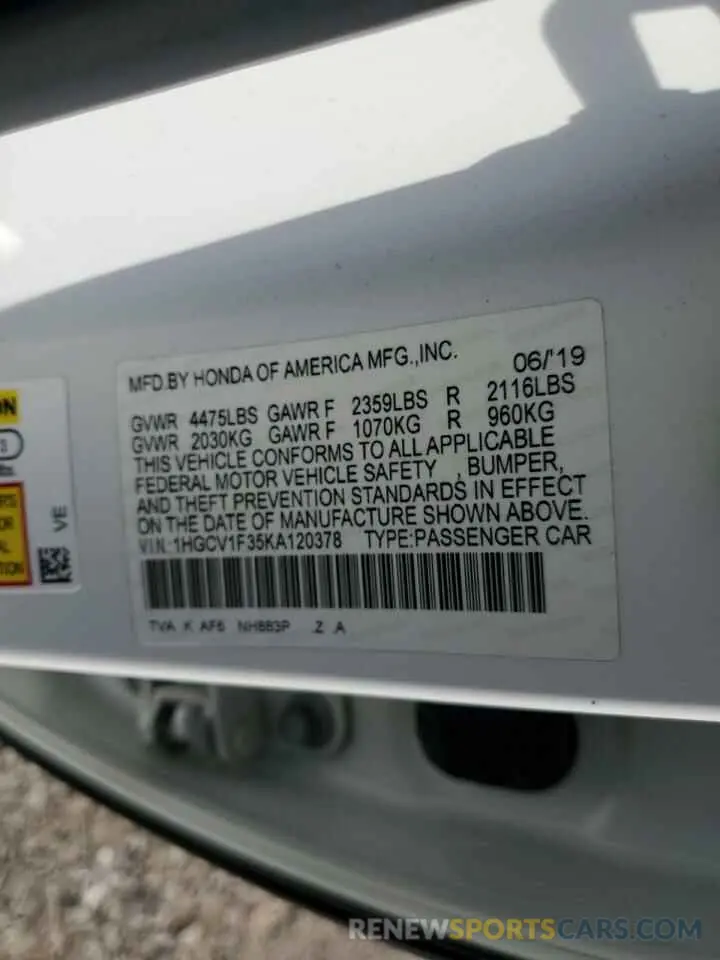 MFD.BY HONDA OF AMERICA MFG.,INC. 06/'19
GVWR 4475LBS GAWR F 2359LBS R 2116LBS
GVWR 2030KG GAWR F 1070KG R 960KG
THIS VEHICLE CONFORMS TO ALL APPLICABLE
FEDERAL MOTOR VEHICLE SAFETY , BUMPER,
AND THEFT PREVENTION STANDARDS IN EFFECT
ON THE DATE OF MANUFACTURE SHOWN ABOVE.
VIN:1HGCV1F35KA120378 TYPE:PASSENGER CAR
TVA K AF6 NH883P Z A
VE
RENEWSPORTSCARS.COM